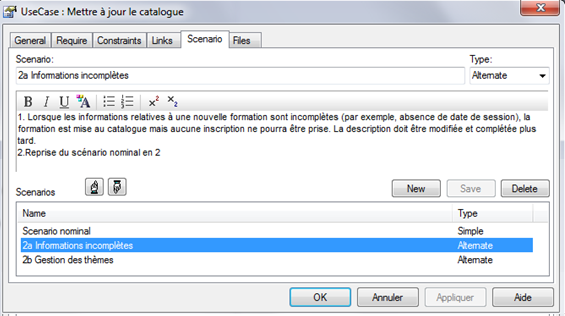 UseCase : Mettre à jour le catalogue
General Require Constraints Links Scenario Files
Scenario: Type:
2a Informations incomplètes Alternate
B I U A x² x₂
1. Lorsque les informations relatives à une nouvelle formation sont incomplètes (par exemple, absence de date de session), la
formation est mise au catalogue mais aucune inscription ne pourra être prise. La description doit être modifiée et complétée plus
tard.
2.Reprise du scénario nominal en 2
Scenarios New Save Delete
Name Type
Scenario nominal Simple
2a Informations incomplètes Alternate
2b Gestion des thèmes Alternate
OK Annuler Appliquer Aide